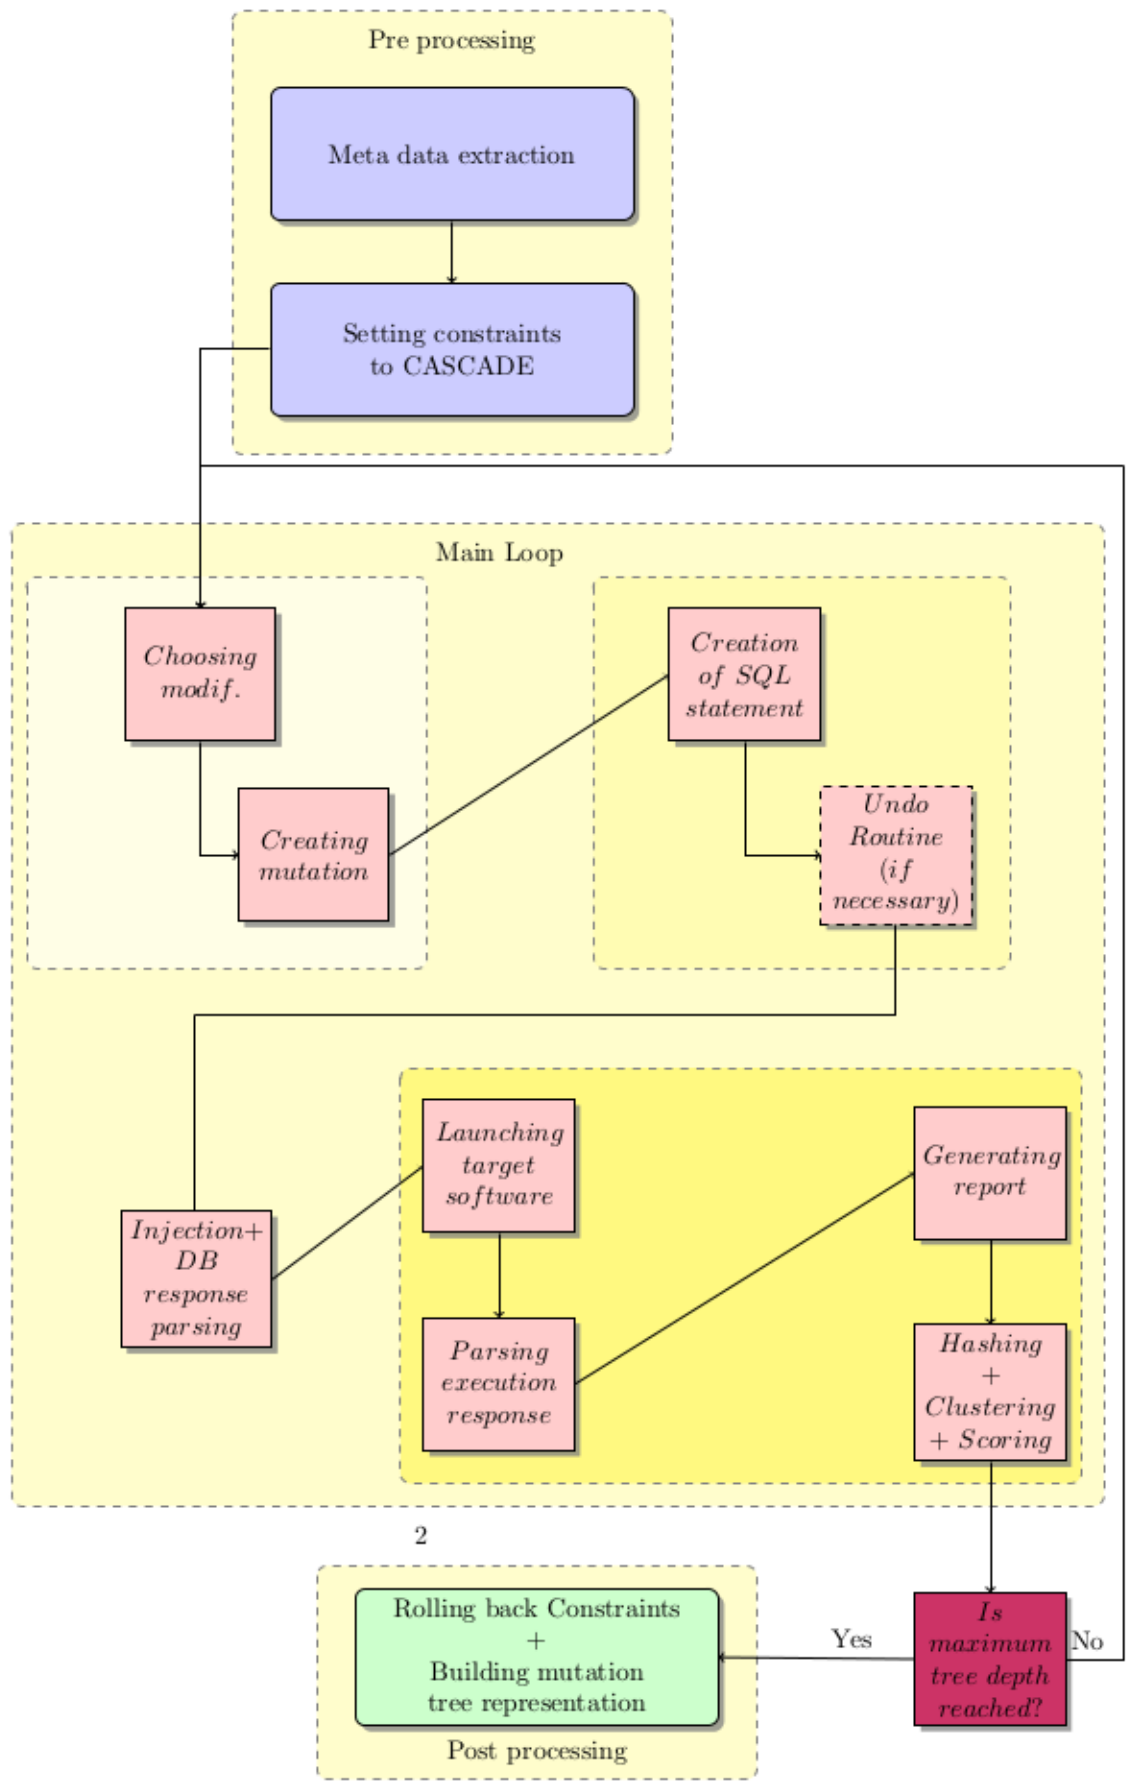 Pre processing
Meta data extraction
Setting constraints
to CASCADE
Main Loop
Choosing
modif.
Creating
mutation
Creation
of SQL
statement
Undo
Routine
(if
necessary)
Injection+
DB
response
parsing
Launching
target
software
Parsing
execution
response
Generating
report
Hashing
+
Clustering
+ Scoring
2
Is
maximum
tree depth
reached?
No
Yes
Rolling back Constraints
+
Building mutation
tree representation
Post processing